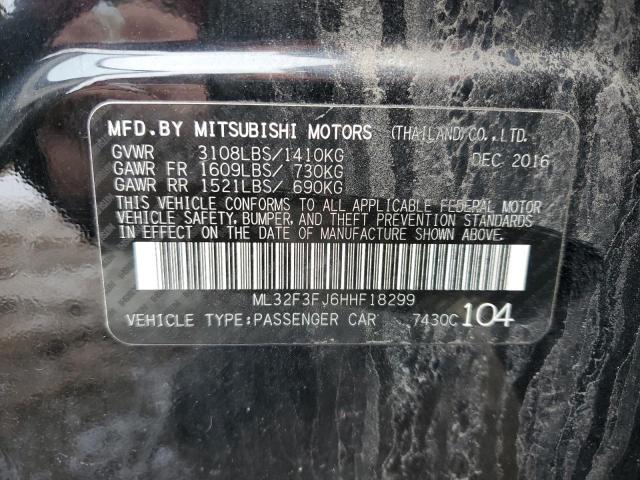 MFD.BY MITSUBISHI MOTORS (THAILAND) CO.,LTD.
GVWR 3108LBS/1410KG DEC 2016
GAWR FR 1609LBS/ 730KG
GAWR RR 1521LBS/ 690KG
THIS VEHICLE CONFORMS TO ALL APPLICABLE FEDERAL MOTOR
VEHICLE SAFETY, BUMPER, AND THEFT PREVENTION STANDARDS
IN EFFECT ON THE DATE OF MANUFACTURE SHOWN ABOVE.
ML32F3FJ6HHF18299
VEHICLE TYPE:PASSENGER CAR 7430C 104